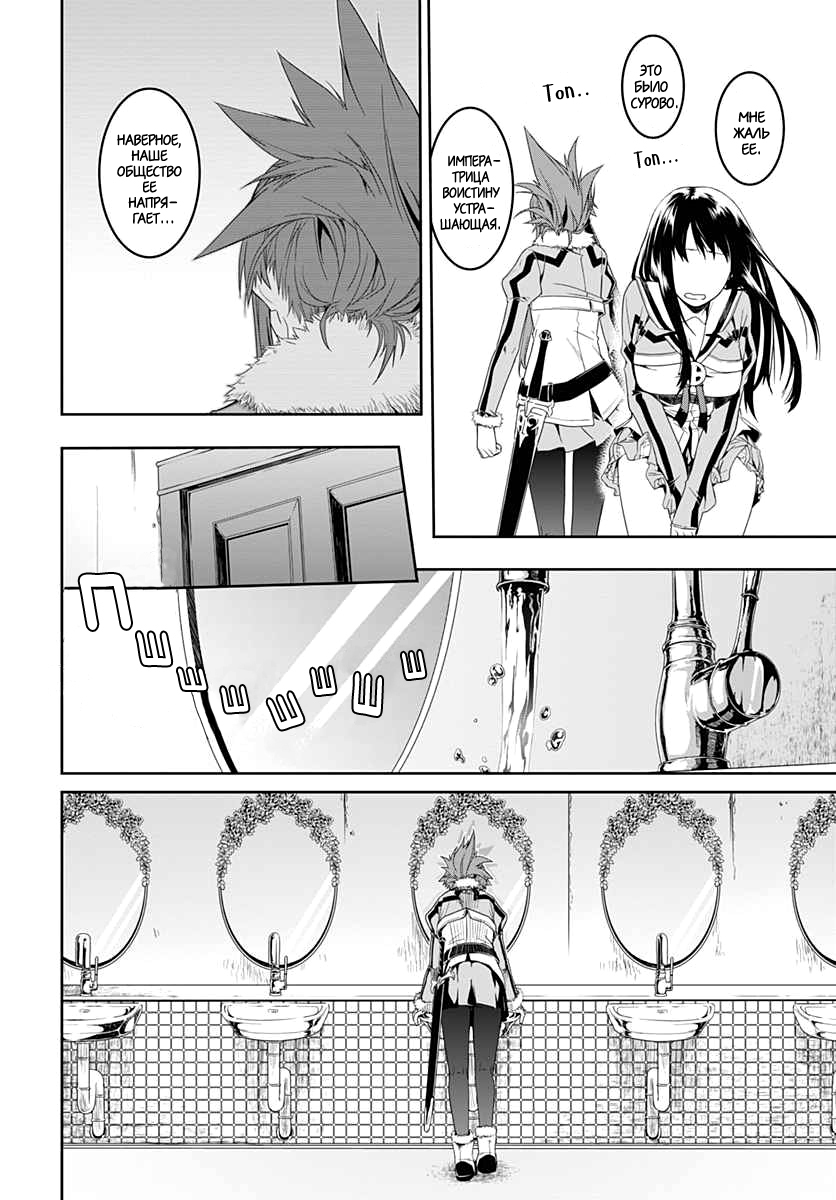 МНЕ
ЖАЛЬ
ЕЕ.
ЭТО
БЫЛО
СУРОВО.
Топ..
Топ...
ИМПЕРА-
ТРИЦА
ВОИСТИНУ
УСТРА-
ШАЮЩАЯ.
НАВЕРНОЕ,
НАШЕ
ОБЩЕСТВО
ЕЕ
НАПРЯ-
ГАЕТ...
Пшшшшшшш